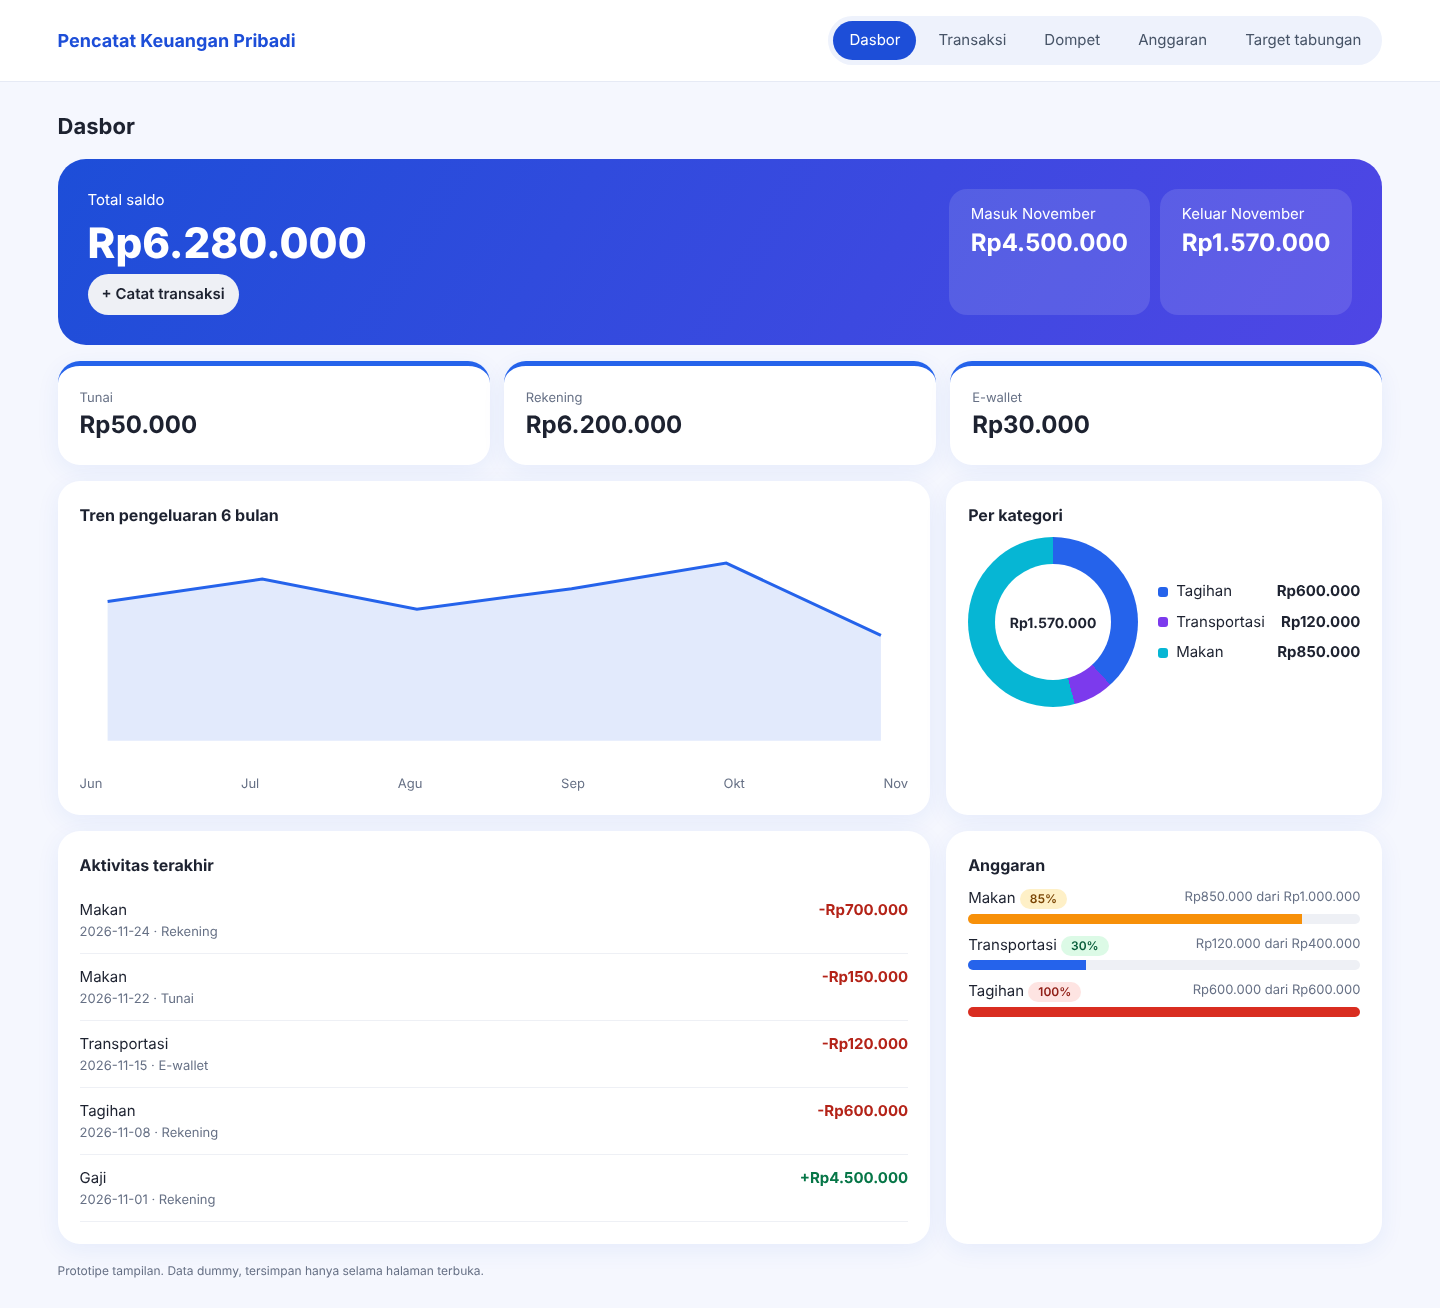 Pencatat Keuangan Pribadi
Dasbor
Transaksi
Dompet
Anggaran
Target tabungan
Dasbor
Total saldo
Rp6.280.000
+ Catat transaksi
Masuk November
Rp4.500.000
Keluar November
Rp1.570.000
Tunai
Rp50.000
Rekening
Rp6.200.000
E-wallet
Rp30.000
Tren pengeluaran 6 bulan
Jun Jul Agu Sep Okt Nov
Per kategori
Rp1.570.000
Tagihan Rp600.000
Transportasi Rp120.000
Makan Rp850.000
Aktivitas terakhir
Makan -Rp700.000
2026-11-24 · Rekening
Makan -Rp150.000
2026-11-22 · Tunai
Transportasi -Rp120.000
2026-11-15 · E-wallet
Tagihan -Rp600.000
2026-11-08 · Rekening
Gaji +Rp4.500.000
2026-11-01 · Rekening
Anggaran
Makan 85% Rp850.000 dari Rp1.000.000
Transportasi 30% Rp120.000 dari Rp400.000
Tagihan 100% Rp600.000 dari Rp600.000
Prototipe tampilan. Data dummy, tersimpan hanya selama halaman terbuka.